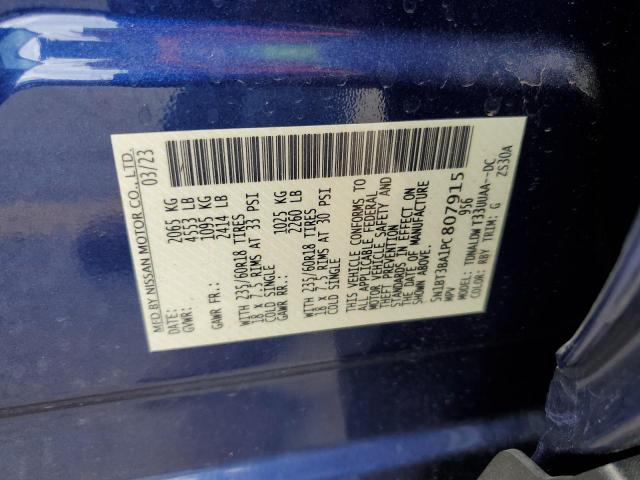 MFD.BY NISSAN MOTOR CO.,LTD.
DATE: 03/23
GVWR: 2065 KG
4553 LB
GAWR FR.: 1095 KG
2414 LB
WITH 235/60R18 TIRES
18 X 7.5 RIMS AT 33 PSI
COLD SINGLE
GAWR RR.: 1025 KG
2260 LB
WITH 235/60R18 TIRES
18 X 7.5 RIMS AT 30 PSI
COLD SINGLE
THIS VEHICLE CONFORMS TO
ALL APPLICABLE FEDERAL
MOTOR VEHICLE SAFETY AND
THEFT PREVENTION
STANDARDS IN EFFECT ON
THE DATE OF MANUFACTURE
SHOWN ABOVE.
5N1BT3BA1PC807915
MPV 956
MODEL: TDNALDW T33UUAA--DC
COLOR: RBY TRIM: G ZS30A